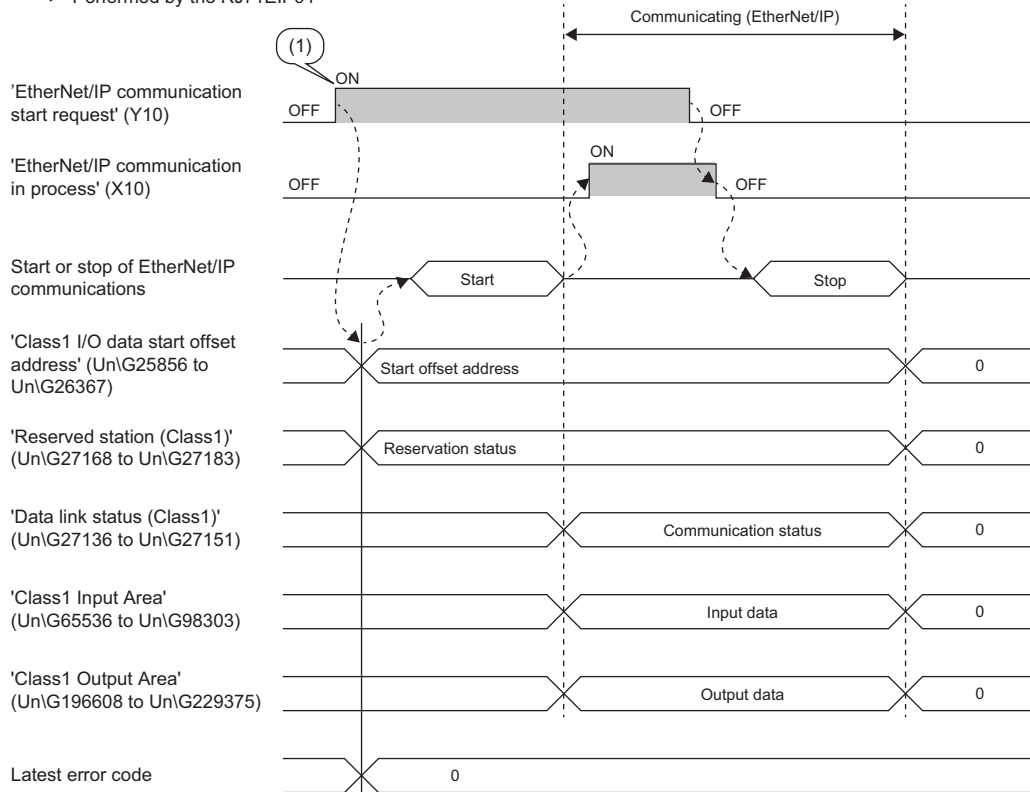 Communicating (EtherNet/IP)
(1)
ON
'EtherNet/IP communication
start request' (Y10)
OFF
OFF
ON
'EtherNet/IP communication
in process' (X10)
OFF
OFF
Start or stop of EtherNet/IP
communications
Start
Stop
'Class1 I/O data start offset
address' (Un\G25856 to
Un\G26367)
Start offset address
0
'Reserved station (Class1)'
(Un\G27168 to Un\G27183)
Reservation status
0
'Data link status (Class1)'
(Un\G27136 to Un\G27151)
Communication status
0
'Class1 Input Area'
(Un\G65536 to Un\G98303)
Input data
0
'Class1 Output Area'
(Un\G196608 to Un\G229375)
Output data
0
Latest error code
0